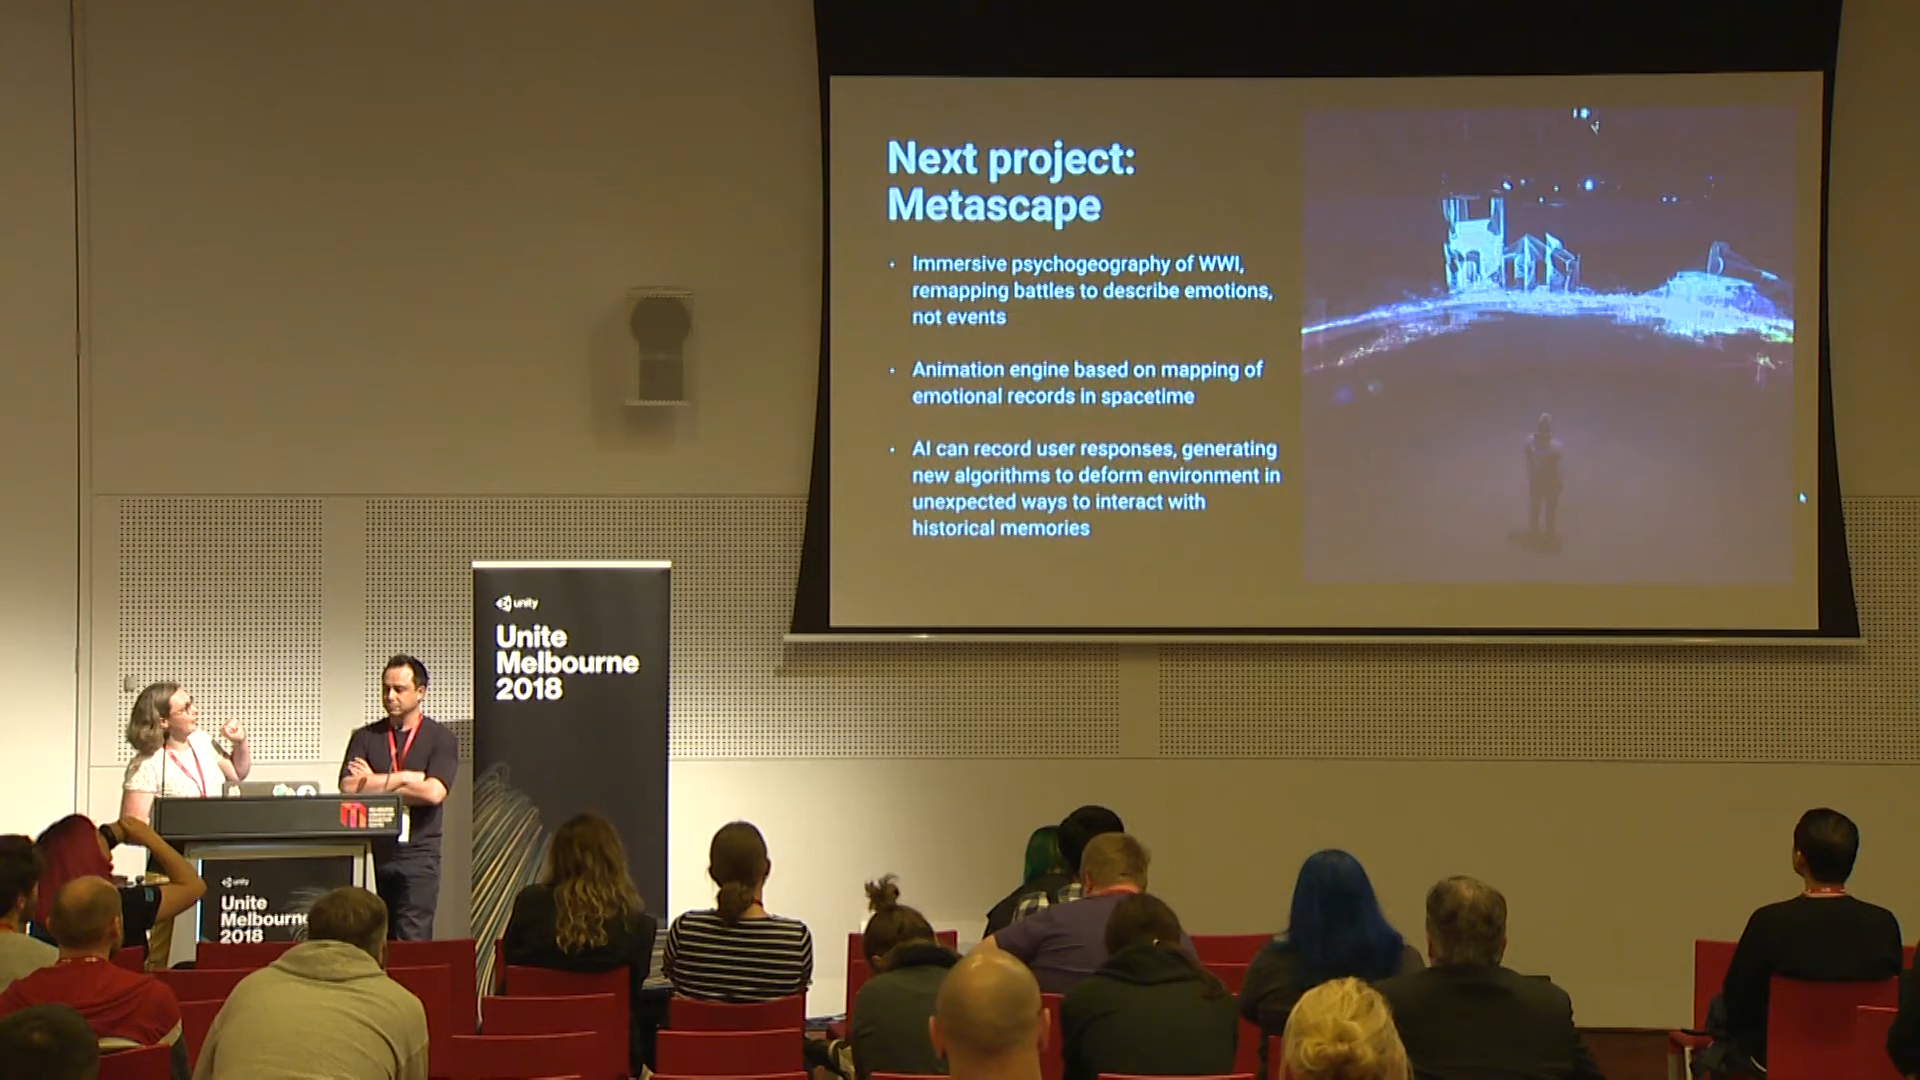 Next project:
Metascape
Immersive psychogeography of WWI,
remapping battles to describe emotions,
not events
Animation engine based on mapping of
emotional records in spacetime
AI can record user responses, generating
new algorithms to deform environment in
unexpected ways to interact with
historical memories
unity
Unite
Melbourne
2018
unity
Unite
Melbourne
2018